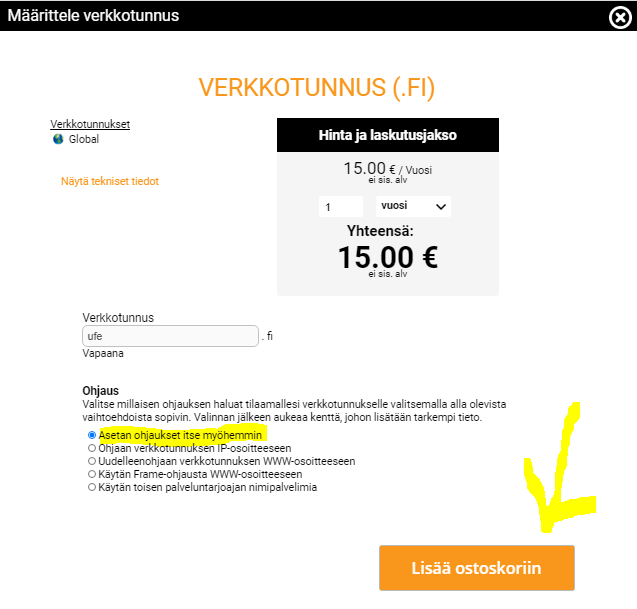 Määrittele verkkotunnus
VERKKOTUNNUS (.FI)
Verkkotunnukset
Global
Näytä tekniset tiedot
Hinta ja laskutusjakso
15.00 € / Vuosi
ei sis. alv
1 vuosi
Yhteensä:
15.00 €
ei sis. alv
Verkkotunnus
ufe . fi
Vapaana
Ohjaus
Valitse millaisen ohjauksen haluat tilaamallesi verkkotunnukselle valitsemalla alla olevista
vaihtoehdoista sopivin. Valinnan jälkeen aukeaa kenttä, johon lisätään tarkempi tieto.
Asetan ohjaukset itse myöhemmin
Ohjaan verkkotunnuksen IP-osoitteeseen
Uudelleenohjaan verkkotunnuksen WWW-osoitteeseen
Käytän Frame-ohjausta WWW-osoitteeseen
Käytän toisen palveluntarjoajan nimipalvelimia
Lisää ostoskoriin